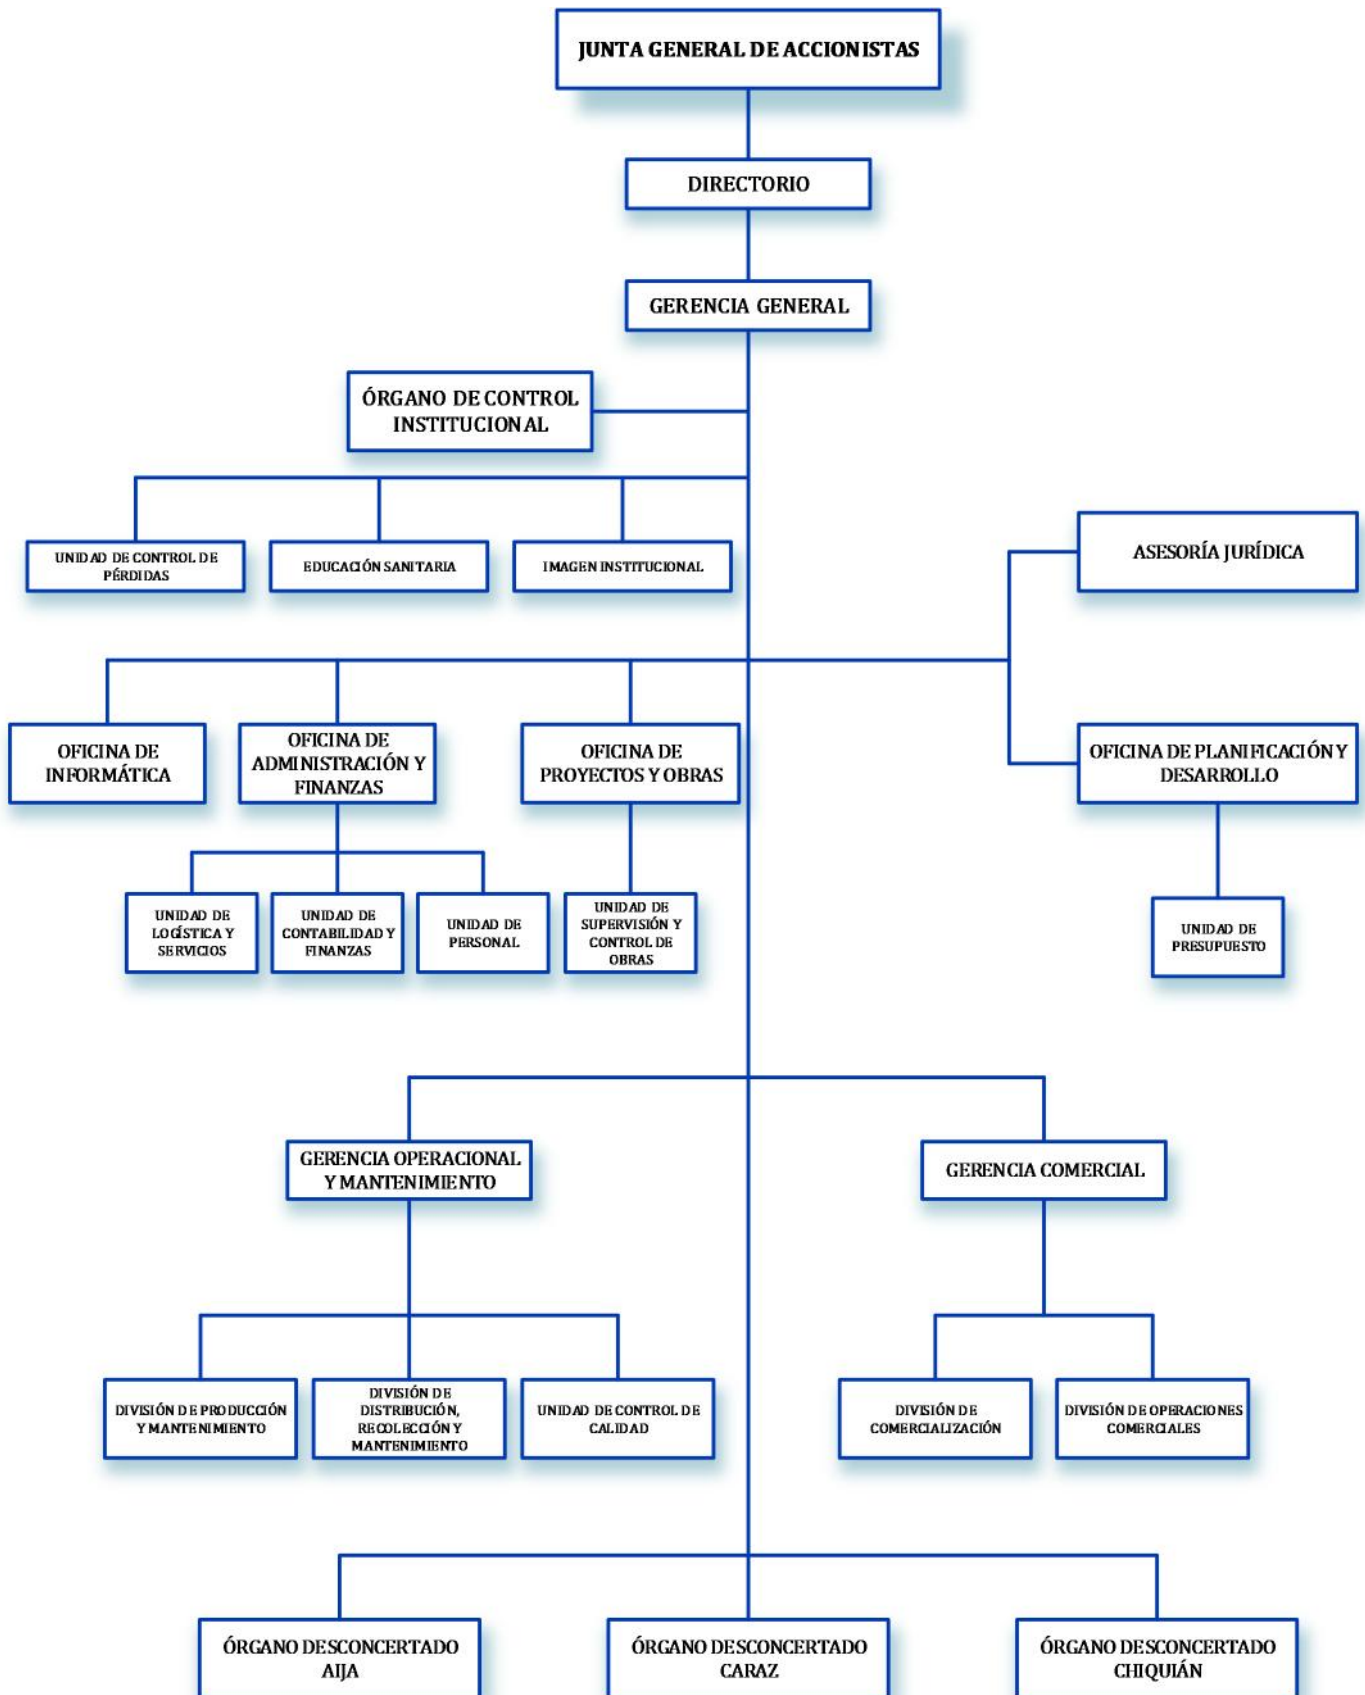 JUNTA GENERAL DE ACCIONISTAS
DIRECTORIO
GERENCIA GENERAL
ÓRGANO DE CONTROL
INSTITUCIONAL
UNIDAD DE CONTROL DE
PÉRDIDAS
EDUCACIÓN SANITARIA
IMAGEN INSTITUCIONAL
ASESORÍA JURÍDICA
OFICINA DE
INFORMÁTICA
OFICINA DE
ADMINISTRACIÓN Y
FINANZAS
OFICINA DE
PROYECTOS Y OBRAS
OFICINA DE PLANIFICACIÓN Y
DESARROLLO
UNIDAD DE
LOGÍSTICA Y
SERVICIOS
UNIDAD DE
CONTABILIDAD Y
FINANZAS
UNIDAD DE
PERSONAL
UNIDAD DE
SUPERVISIÓN Y
CONTROL DE
OBRAS
UNIDAD DE
PRESUPUESTO
GERENCIA OPERACIONAL
Y MANTENIMIENTO
GERENCIA COMERCIAL
DIVISIÓN DE PRODUCCIÓN
Y MANTENIMIENTO
DIVISIÓN DE
DISTRIBUCIÓN,
RECOLECCIÓN Y
MANTENIMIENTO
UNIDAD DE CONTROL DE
CALIDAD
DIVISIÓN DE
COMERCIALIZACIÓN
DIVISIÓN DE OPERACIONES
COMERCIALES
ÓRGANO DESCONCERTADO
AIJA
ÓRGANO DESCONCERTADO
CARAZ
ÓRGANO DESCONCERTADO
CHIQUIÁN